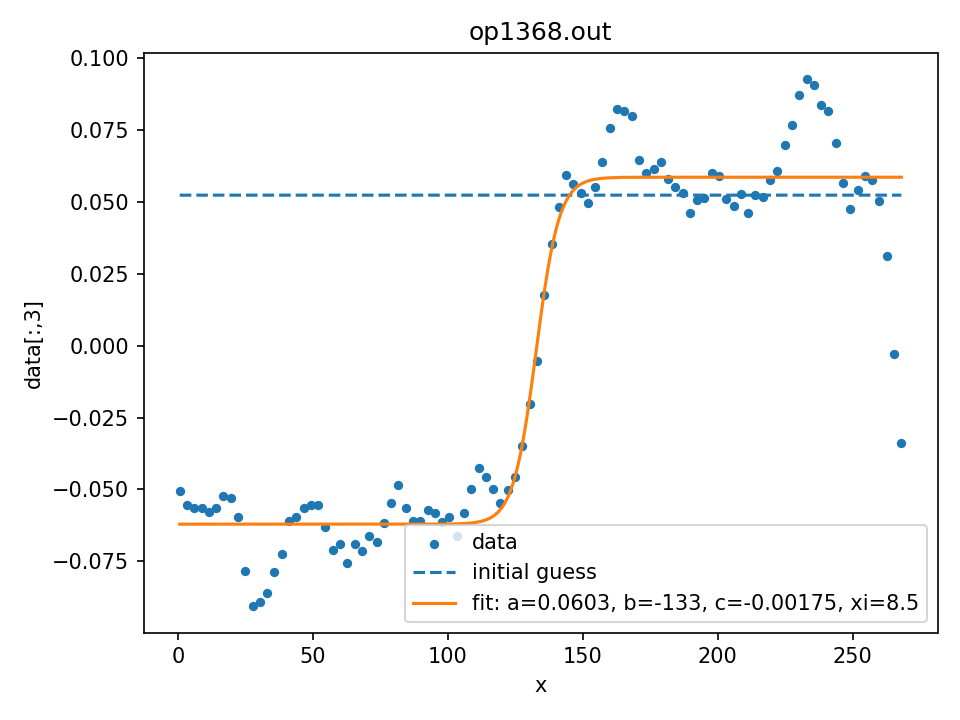 op1368.out
0.100
0.075
0.050
0.025
0.000
−0.025
−0.050
−0.075
data[:,3]
0
50
100
150
200
250
x
data
initial guess
fit: a=0.0603, b=-133, c=-0.00175, xi=8.5